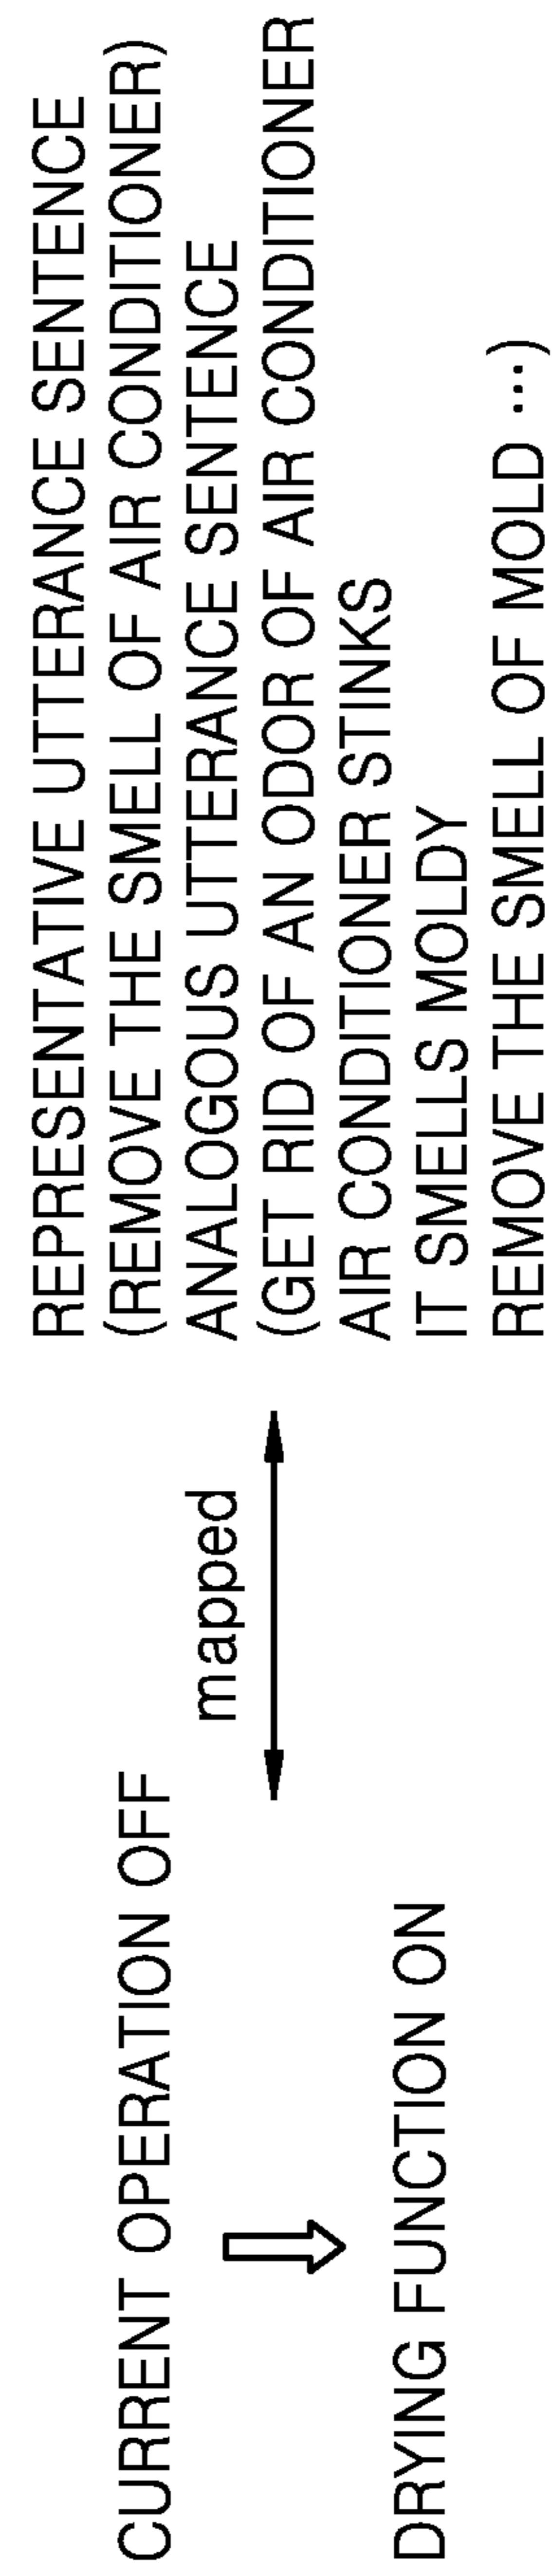 CURRENT OPERATION OFF
DRYING FUNCTION ON
mapped
REPRESENTATIVE UTTERANCE SENTENCE
(REMOVE THE SMELL OF AIR CONDITIONER)
ANALOGOUS UTTERANCE SENTENCE
(GET RID OF AN ODOR OF AIR CONDITIONER
AIR CONDITIONER STINKS
IT SMELLS MOLDY
REMOVE THE SMELL OF MOLD ···)